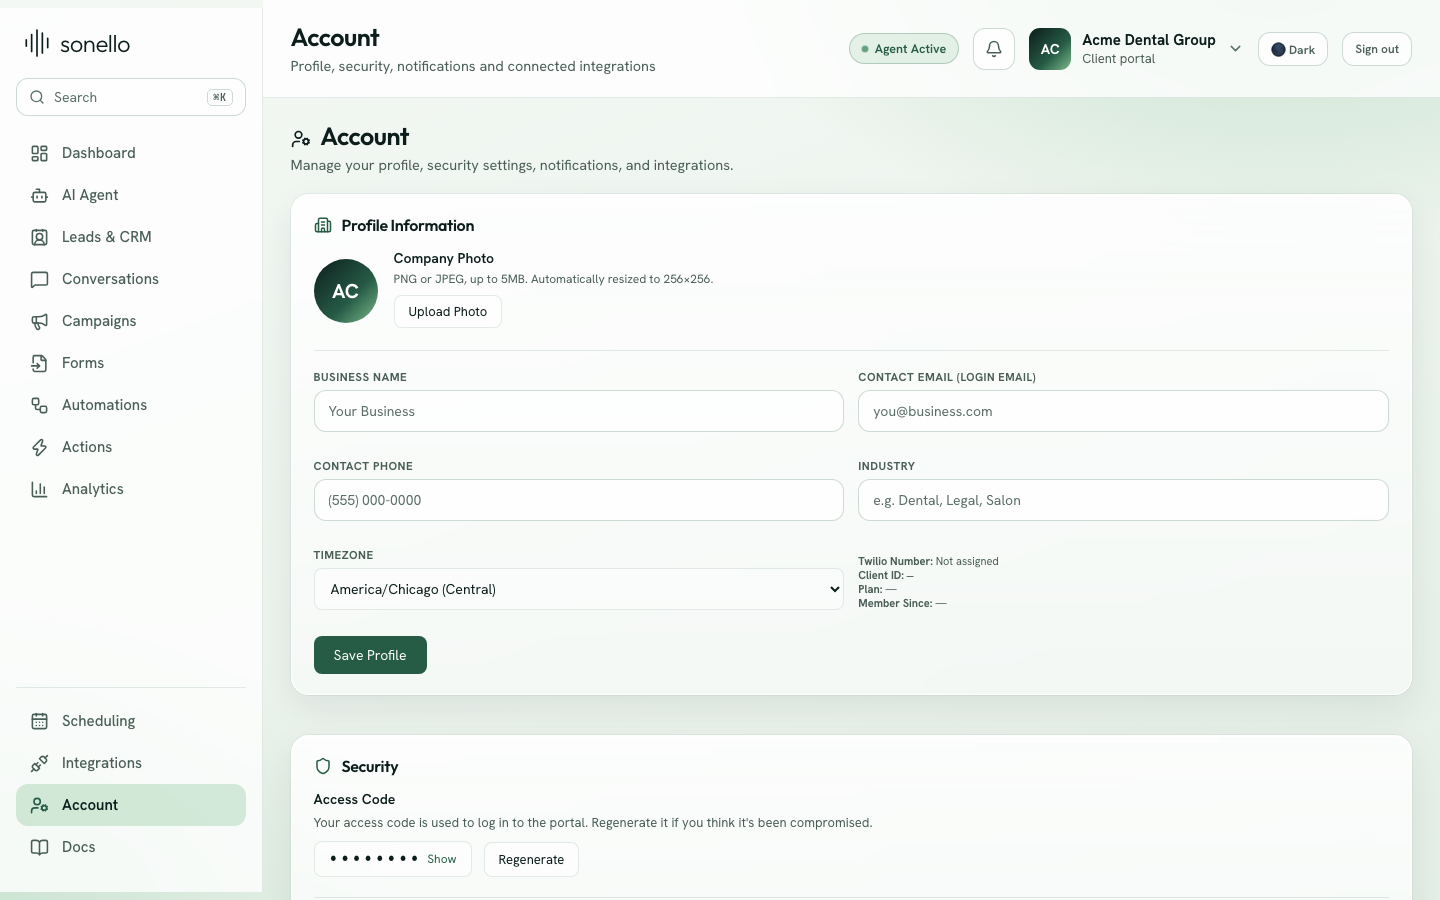 sonello
Search ⌘K
Dashboard
AI Agent
Leads & CRM
Conversations
Campaigns
Forms
Automations
Actions
Analytics
Scheduling
Integrations
Account
Docs
Account
Profile, security, notifications and connected integrations
Agent Active
AC
Acme Dental Group
Client portal
Dark
Sign out
Account
Manage your profile, security settings, notifications, and integrations.
Profile Information
AC
Company Photo
PNG or JPEG, up to 5MB. Automatically resized to 256×256.
Upload Photo
BUSINESS NAME
Your Business
CONTACT EMAIL (LOGIN EMAIL)
you@business.com
CONTACT PHONE
(555) 000-0000
INDUSTRY
e.g. Dental, Legal, Salon
TIMEZONE
America/Chicago (Central)
Twilio Number: Not assigned
Client ID: —
Plan: —
Member Since: —
Save Profile
Security
Access Code
Your access code is used to log in to the portal. Regenerate it if you think it's been compromised.
•••••••• Show
Regenerate